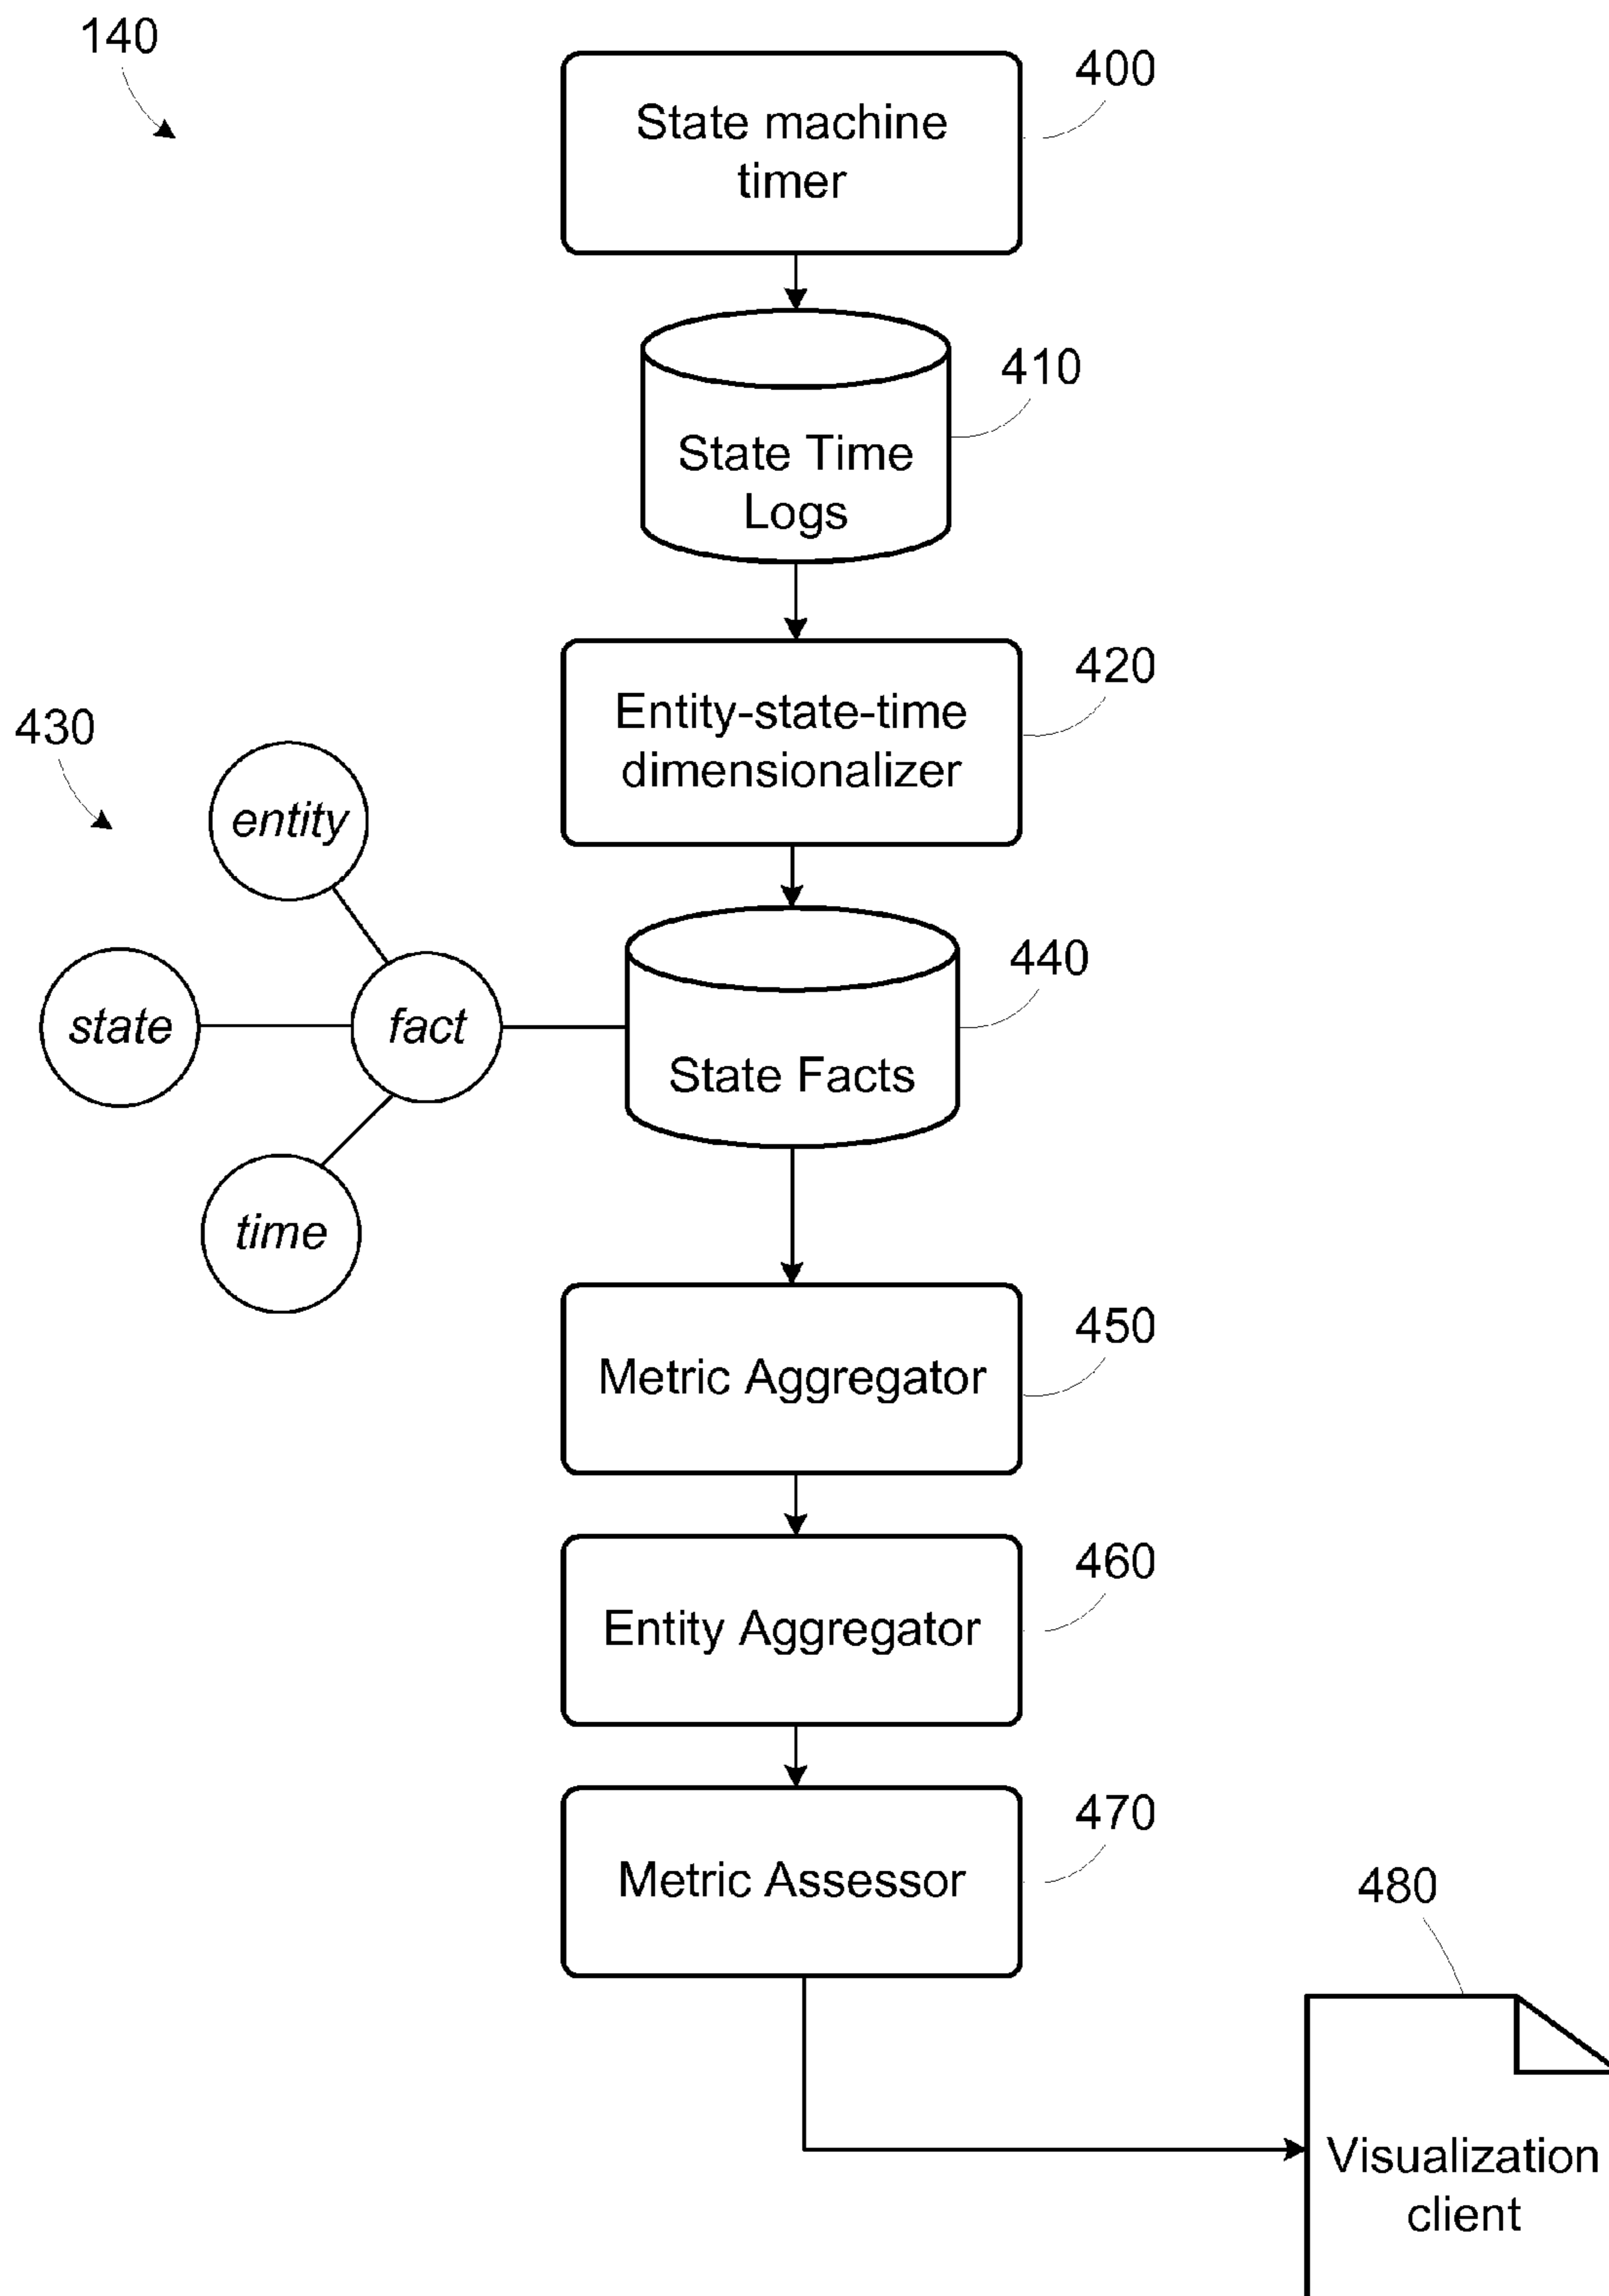 140
400
State machine
timer
410
State Time
Logs
420
Entity-state-time
dimensionalizer
430
entity
state
fact
time
440
State Facts
450
Metric Aggregator
460
Entity Aggregator
470
Metric Assessor
480
Visualization
client